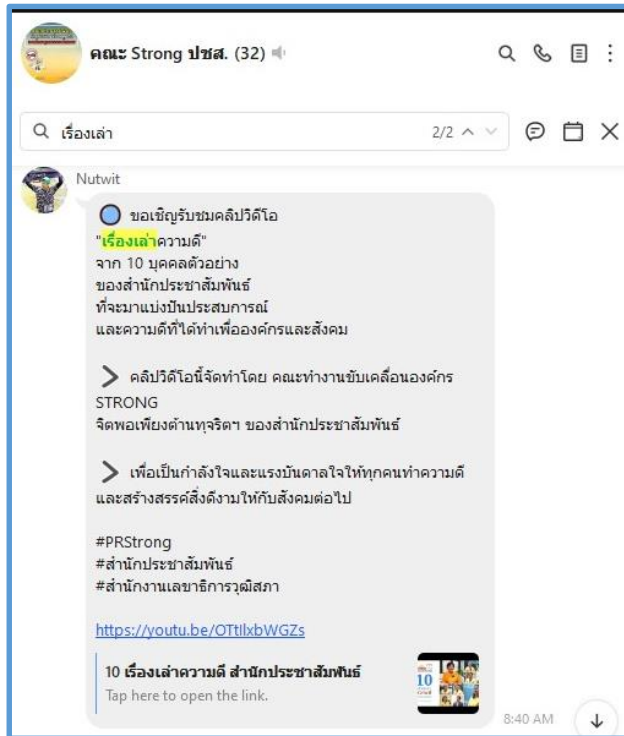 คณะ Strong ปชส. (32)
เรื่องเล่า 2/2
Nutwit
ขอเชิญรับชมคลิปวิดีโอ
"เรื่องเล่าความดี"
จาก 10 บุคคลตัวอย่าง
ของสำนักประชาสัมพันธ์
ที่จะมาแบ่งปันประสบการณ์
และความดีที่ได้ทำเพื่อองค์กรและสังคม
คลิปวิดีโอนี้จัดทำโดย คณะทำงานขับเคลื่อนองค์กร
STRONG
จิตพอเพียงต้านทุจริตฯ ของสำนักประชาสัมพันธ์
เพื่อเป็นกำลังใจและแรงบันดาลใจให้ทุกคนทำความดี
และสร้างสรรค์สิ่งดีงามให้กับสังคมต่อไป
#PRStrong
#สำนักประชาสัมพันธ์
#สำนักงานเลขาธิการวุฒิสภา
https://youtu.be/OTtIlxbWGZs
10 เรื่องเล่าความดี สำนักประชาสัมพันธ์
Tap here to open the link.
10
8:40 AM